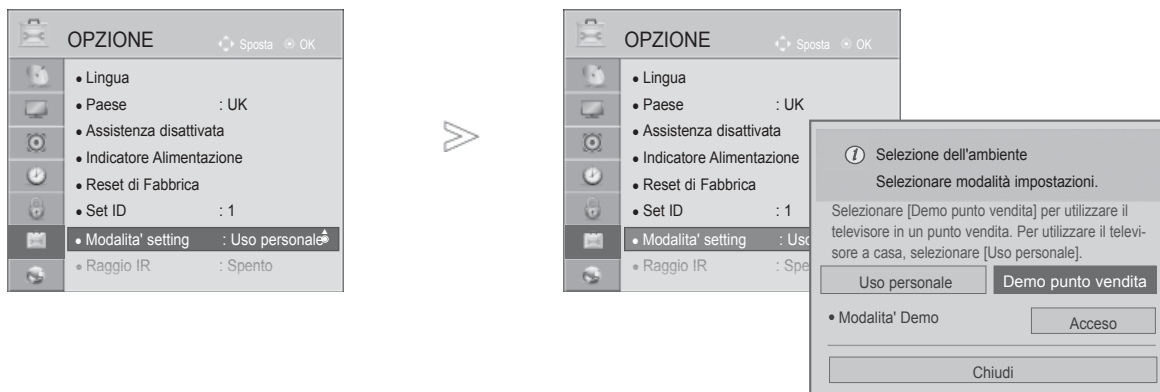 OPZIONE Sposta OK
• Lingua
• Paese : UK
• Assistenza disattivata
• Indicatore Alimentazione
• Reset di Fabbrica
• Set ID : 1
• Modalita' setting : Uso personale
• Raggio IR : Spento
OPZIONE Sposta OK
• Lingua
• Paese : UK
• Assistenza disattivata
• Indicatore Alimentazione
• Reset di Fabbrica
• Set ID : 1
• Modalita' setting : Uso
• Raggio IR : Spe
i Selezione dell'ambiente
Selezionare modalità impostazioni.
Selezionare [Demo punto vendita] per utilizzare il
televisore in un punto vendita. Per utilizzare il televi-
sore a casa, selezionare [Uso personale].
Uso personale Demo punto vendita
• Modalita' Demo Acceso
Chiudi